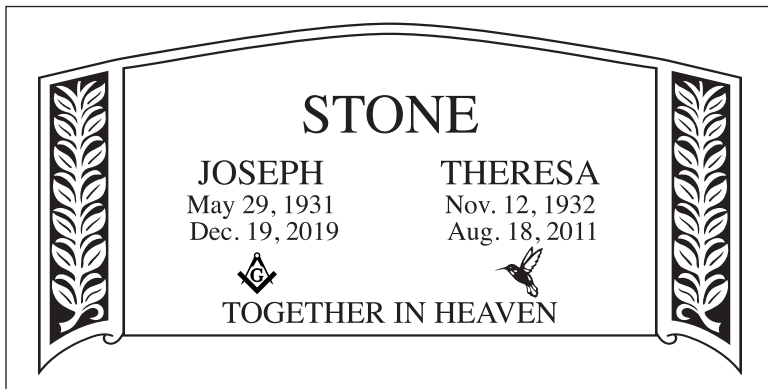 STONE
JOSEPH THERESA
May 29, 1931 Nov. 12, 1932
Dec. 19, 2019 Aug. 18, 2011
G
TOGETHER IN HEAVEN